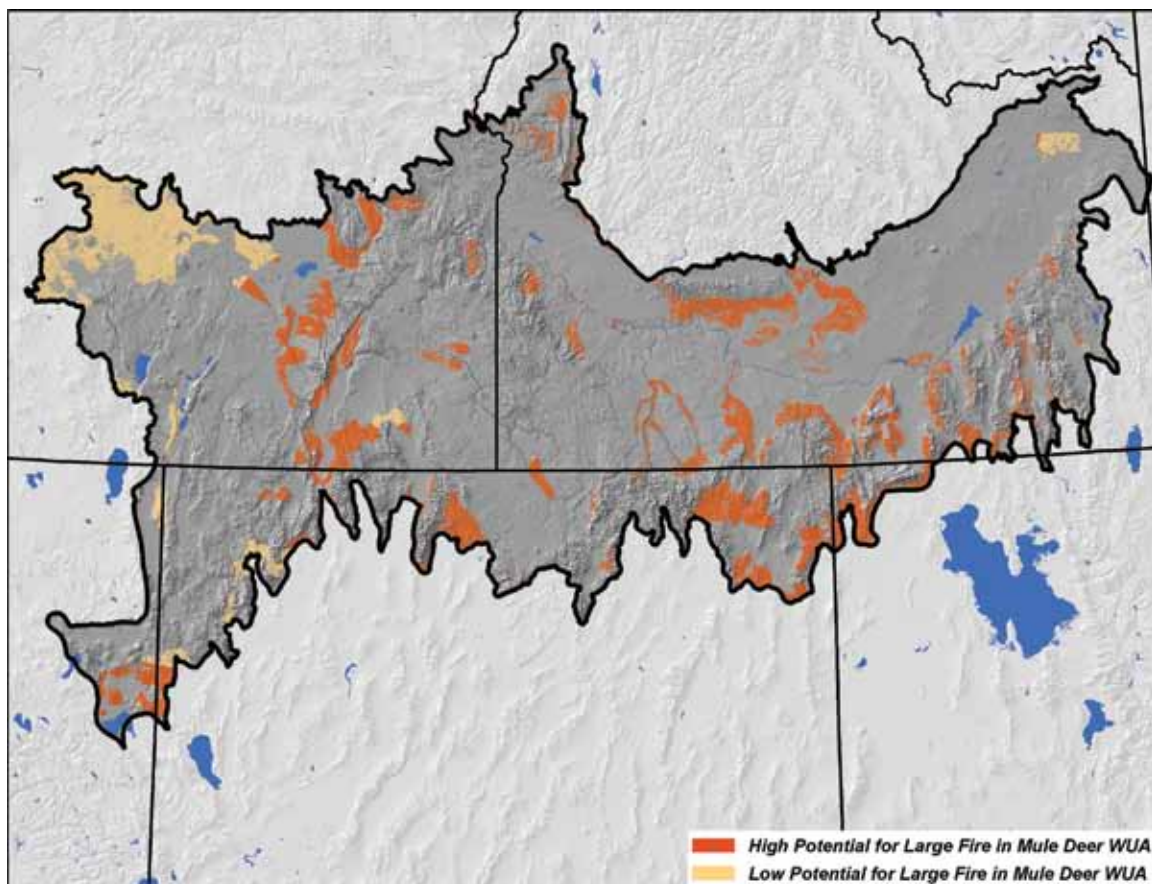 High Potential for Large Fire in Mule Deer WUA
Low Potential for Large Fire in Mule Deer WUA